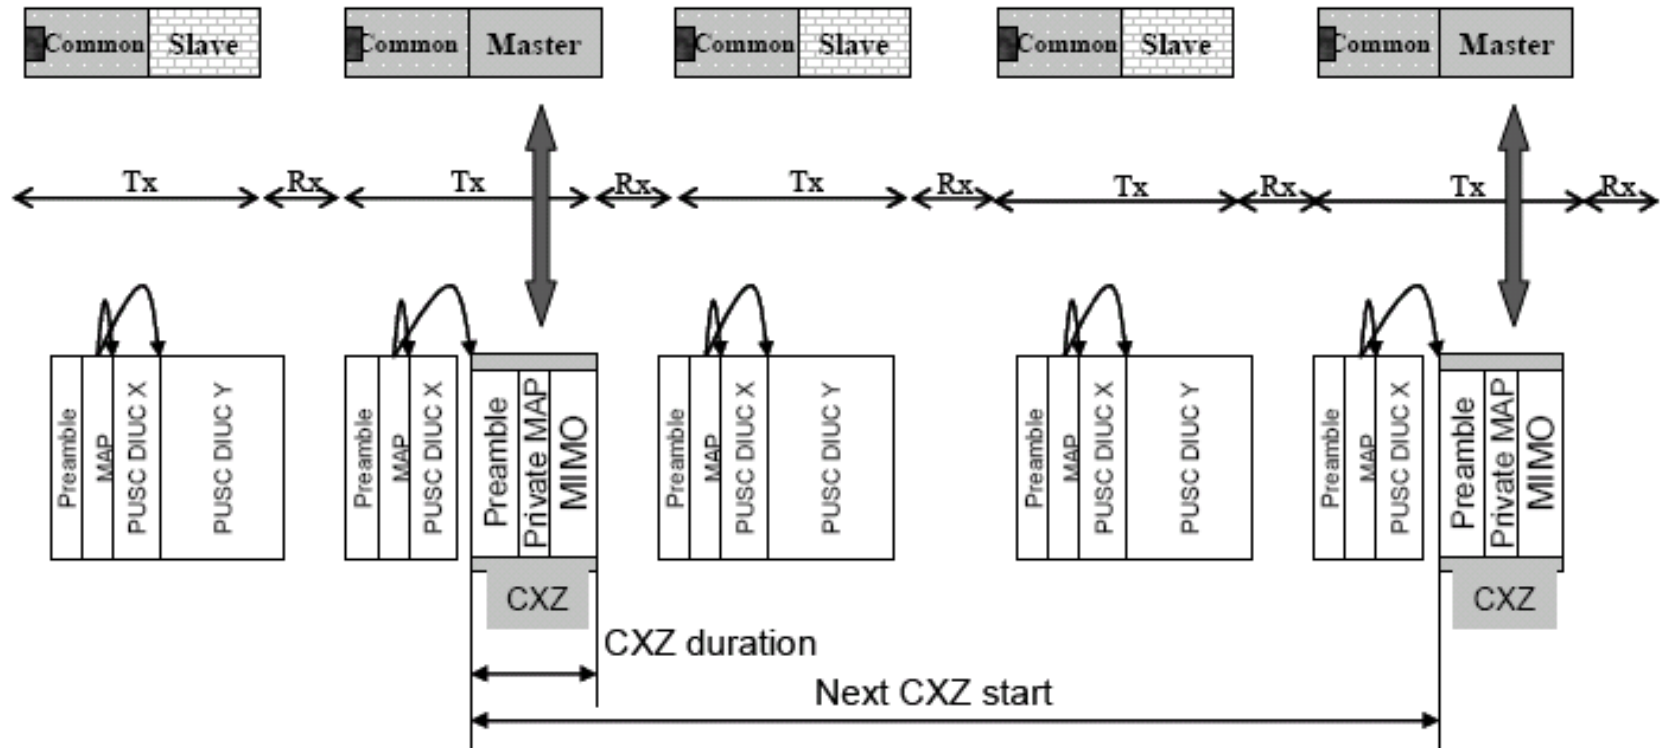 Common Slave Common Master Common Slave Common Slave Common Master
Tx Rx Tx Rx Tx Rx Tx Rx Tx Rx
Preamble MAP PUSC DIUC X PUSC DIUC Y
Preamble MAP PUSC DIUC X Preamble Private MAP MIMO
Preamble MAP PUSC DIUC X PUSC DIUC Y
Preamble MAP PUSC DIUC X PUSC DIUC Y
Preamble MAP PUSC DIUC X Preamble Private MAP MIMO
CXZ CXZ
CXZ duration
Next CXZ start